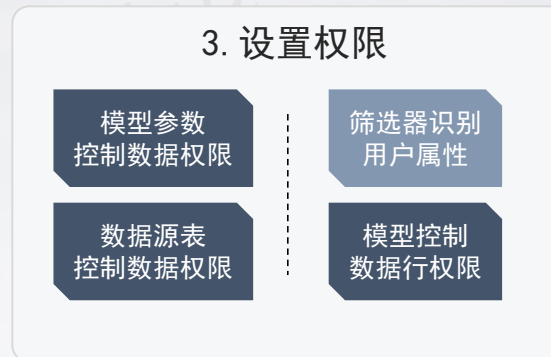 3. 设置权限
模型参数
控制数据权限
筛选器识别
用户属性
数据源表
控制数据权限
模型控制
数据行权限